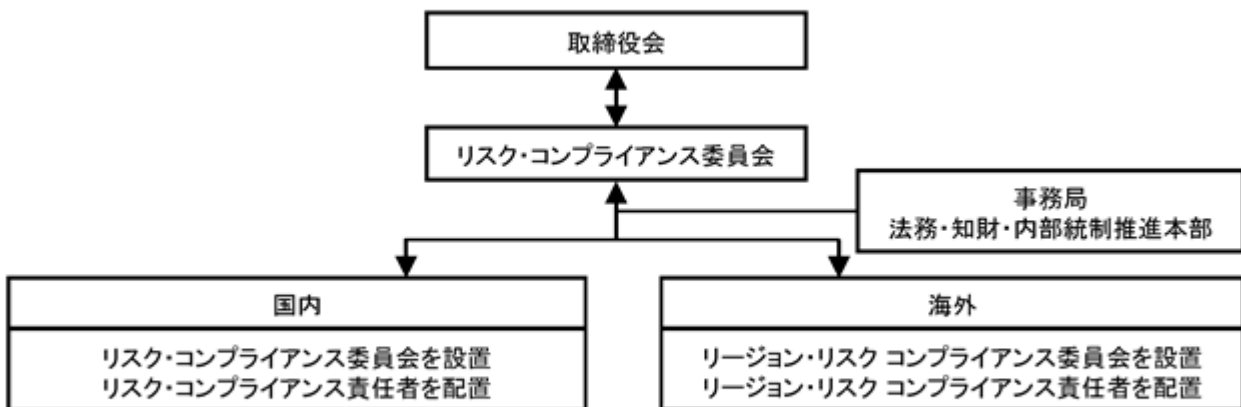 取締役会
リスク・コンプライアンス委員会
事務局
法務・知財・内部統制推進本部
国内
リスク・コンプライアンス委員会を設置
リスク・コンプライアンス責任者を配置
海外
リージョン・リスク コンプライアンス委員会を設置
リージョン・リスク コンプライアンス責任者を配置